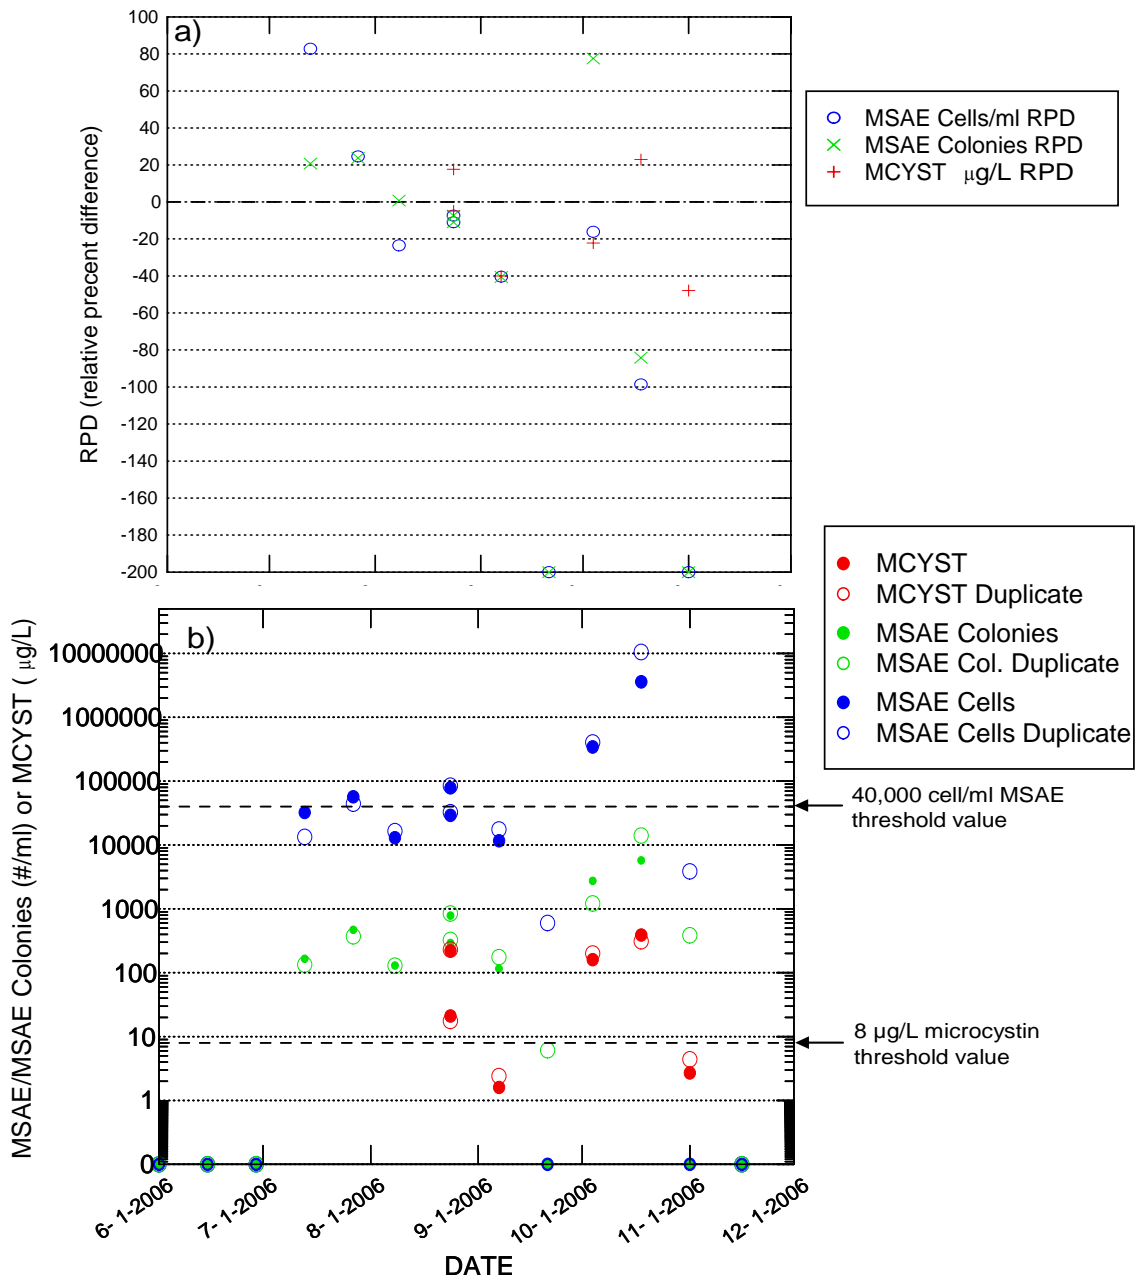 a)
100
80
60
40
20
0
-20
-40
-60
-80
-100
-120
-140
-160
-180
-200
RPD (relative precent difference)
MSAE Cells/ml RPD
MSAE Colonies RPD
MCYST μg/L RPD
b)
10000000
1000000
100000
10000
1000
100
10
1
0
MSAE/MSAE Colonies (#/ml) or MCYST ( μg/L)
MCYST
MCYST Duplicate
MSAE Colonies
MSAE Col. Duplicate
MSAE Cells
MSAE Cells Duplicate
40,000 cell/ml MSAE
threshold value
8 µg/L microcystin
threshold value
6- 1-2006
7- 1-2006
8- 1-2006
9- 1-2006
10- 1-2006
11- 1-2006
12- 1-2006
DATE